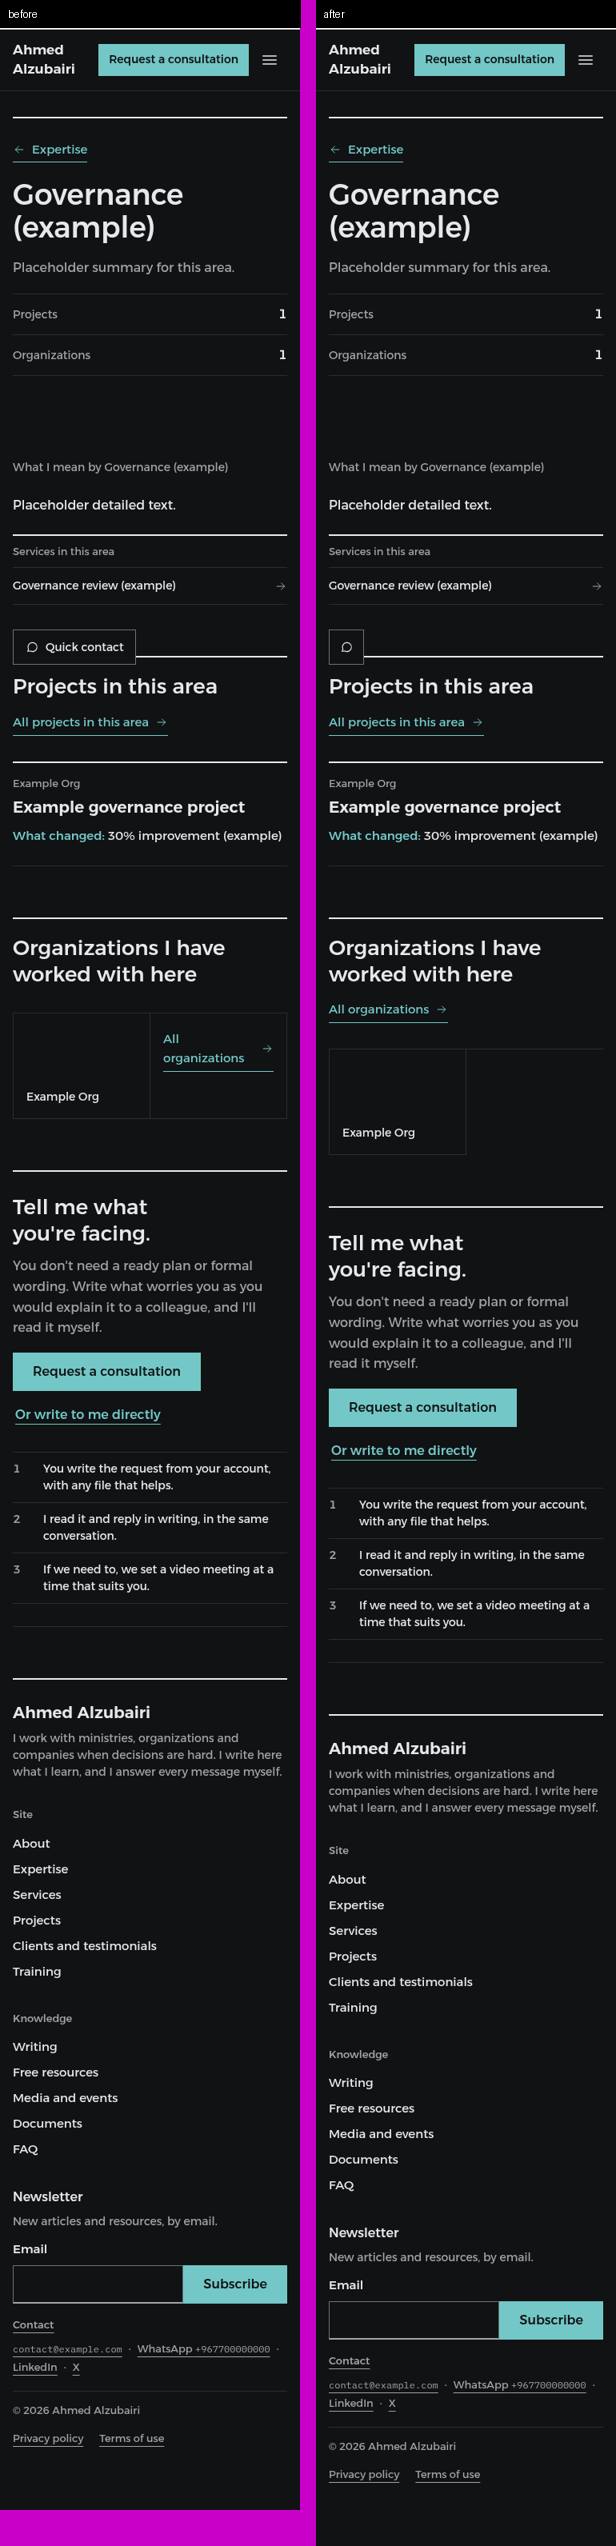 before
Ahmed
Alzubairi
Request a consultation
Expertise
Governance
(example)
Placeholder summary for this area.
Projects 1
Organizations 1
What I mean by Governance (example)
Placeholder detailed text.
Services in this area
Governance review (example)
Quick contact
Projects in this area
All projects in this area
Example Org
Example governance project
What changed: 30% improvement (example)
Organizations I have
worked with here
All
organizations
Example Org
Tell me what
you're facing.
You don't need a ready plan or formal
wording. Write what worries you as you
would explain it to a colleague, and I'll
read it myself.
Request a consultation
Or write to me directly
1 You write the request from your account,
with any file that helps.
2 I read it and reply in writing, in the same
conversation.
3 If we need to, we set a video meeting at a
time that suits you.
Ahmed Alzubairi
I work with ministries, organizations and
companies when decisions are hard. I write here
what I learn, and I answer every message myself.
Site
About
Expertise
Services
Projects
Clients and testimonials
Training
Knowledge
Writing
Free resources
Media and events
Documents
FAQ
Newsletter
New articles and resources, by email.
Email
Subscribe
Contact
contact@example.com · WhatsApp +967700000000 ·
LinkedIn · X
© 2026 Ahmed Alzubairi
Privacy policy Terms of use
after
Ahmed
Alzubairi
Request a consultation
Expertise
Governance
(example)
Placeholder summary for this area.
Projects 1
Organizations 1
What I mean by Governance (example)
Placeholder detailed text.
Services in this area
Governance review (example)
Projects in this area
All projects in this area
Example Org
Example governance project
What changed: 30% improvement (example)
Organizations I have
worked with here
All organizations
Example Org
Tell me what
you're facing.
You don't need a ready plan or formal
wording. Write what worries you as you
would explain it to a colleague, and I'll
read it myself.
Request a consultation
Or write to me directly
1 You write the request from your account,
with any file that helps.
2 I read it and reply in writing, in the same
conversation.
3 If we need to, we set a video meeting at a
time that suits you.
Ahmed Alzubairi
I work with ministries, organizations and
companies when decisions are hard. I write here
what I learn, and I answer every message myself.
Site
About
Expertise
Services
Projects
Clients and testimonials
Training
Knowledge
Writing
Free resources
Media and events
Documents
FAQ
Newsletter
New articles and resources, by email.
Email
Subscribe
Contact
contact@example.com · WhatsApp +967700000000 ·
LinkedIn · X
© 2026 Ahmed Alzubairi
Privacy policy Terms of use